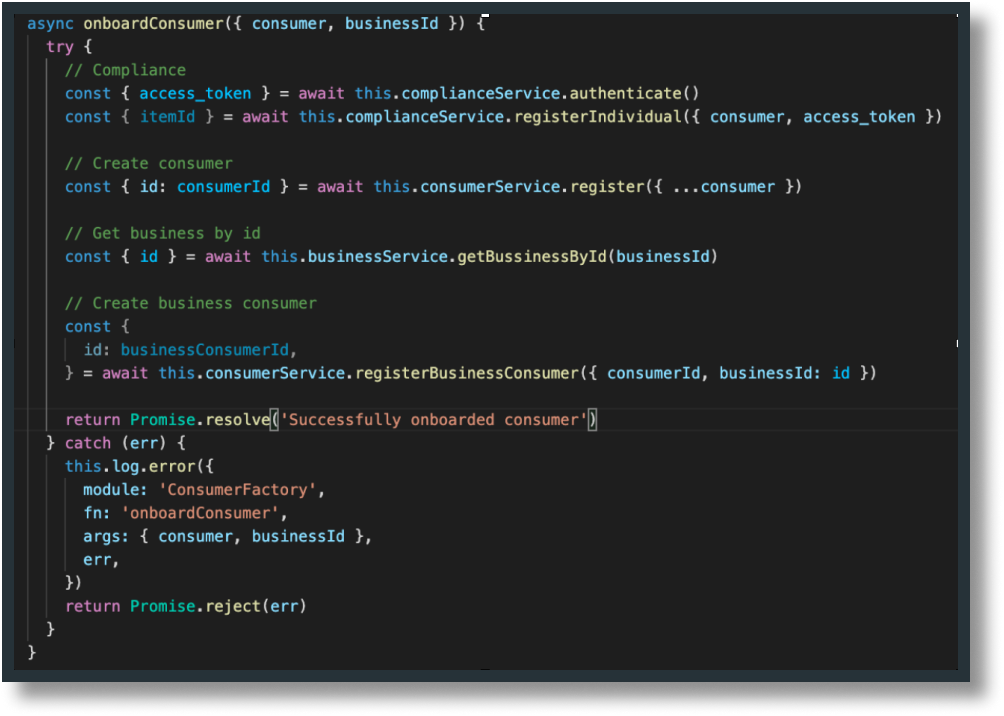 async onboardConsumer({ consumer, businessId }) {
try {
// Compliance
const { access_token } = await this.complianceService.authenticate()
const { itemId } = await this.complianceService.registerIndividual({ consumer, access_token })
// Create consumer
const { id: consumerId } = await this.consumerService.register({ ...consumer })
// Get business by id
const { id } = await this.businessService.getBussinessById(businessId)
// Create business consumer
const {
id: businessConsumerId,
} = await this.consumerService.registerBusinessConsumer({ consumerId, businessId: id })
return Promise.resolve('Successfully onboarded consumer')
} catch (err) {
this.log.error({
module: 'ConsumerFactory',
fn: 'onboardConsumer',
args: { consumer, businessId },
err,
})
return Promise.reject(err)
}
}